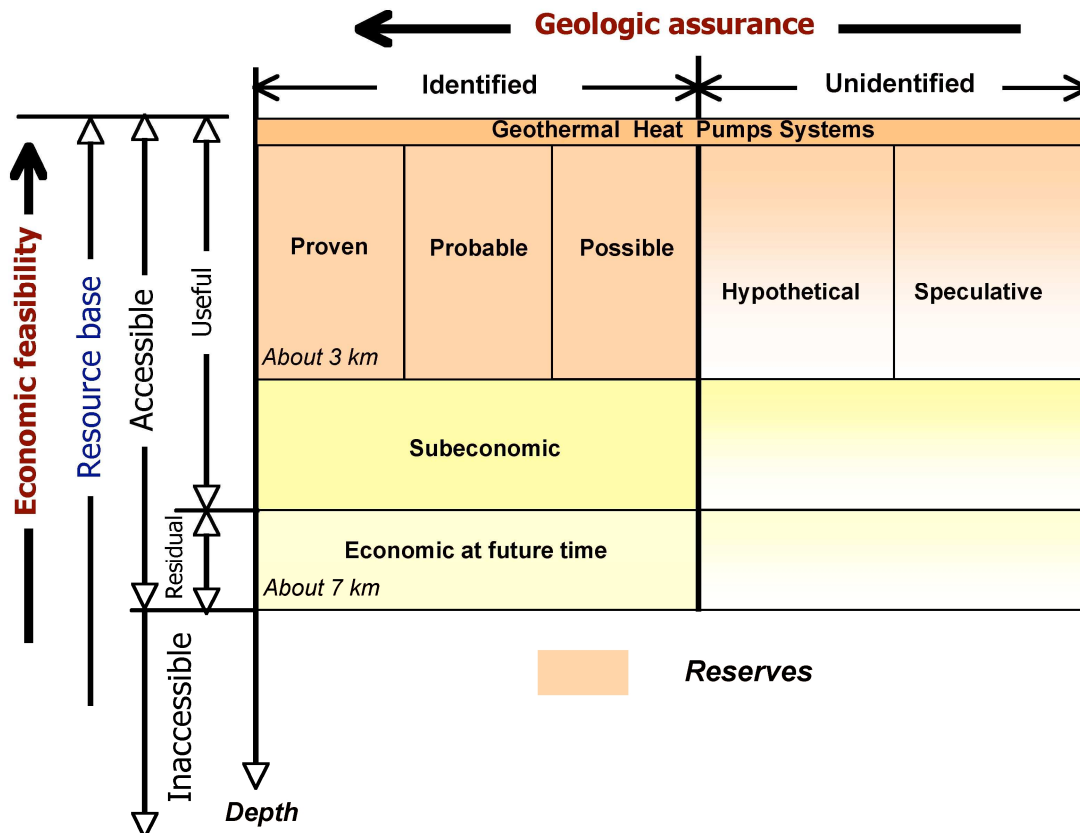 Geologic assurance
Identified
Unidentified
Geothermal Heat Pumps Systems
Economic feasibility
Resource base
Accessible
Useful
Proven
Probable
Possible
Hypothetical
Speculative
About 3 km
Subeconomic
Residual
Economic at future time
About 7 km
Inaccessible
Reserves
Depth